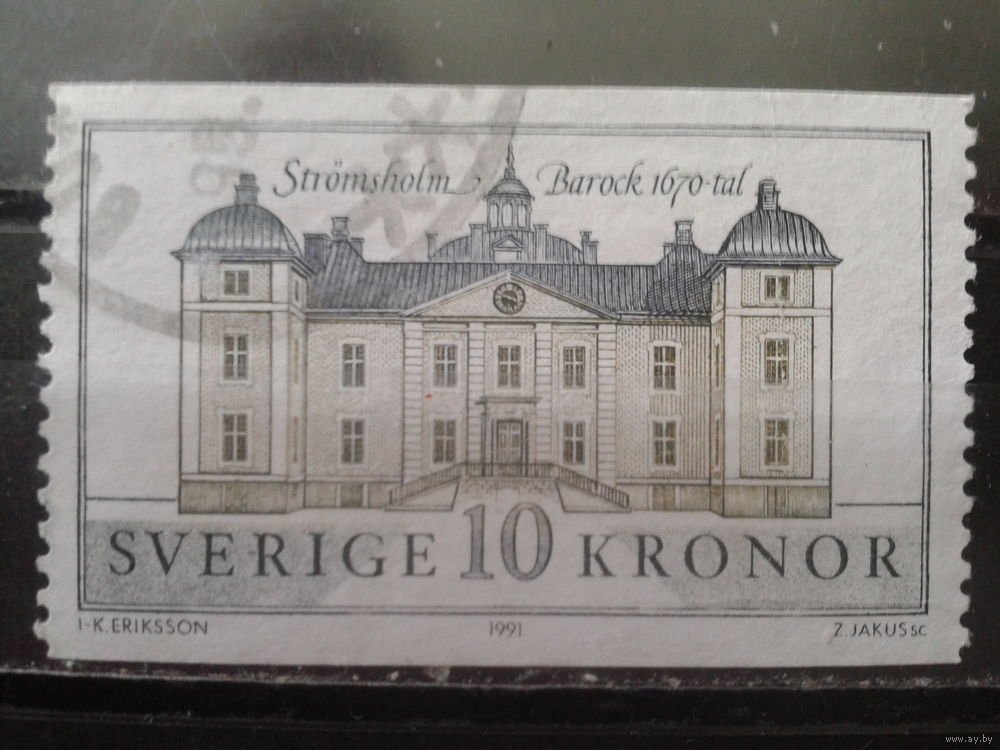 Strömsholm Barock 1670-tal
SVERIGE 10 KRONOR
I-K.ERIKSSON 1991 Z.JAKUS SC
www.ay.by